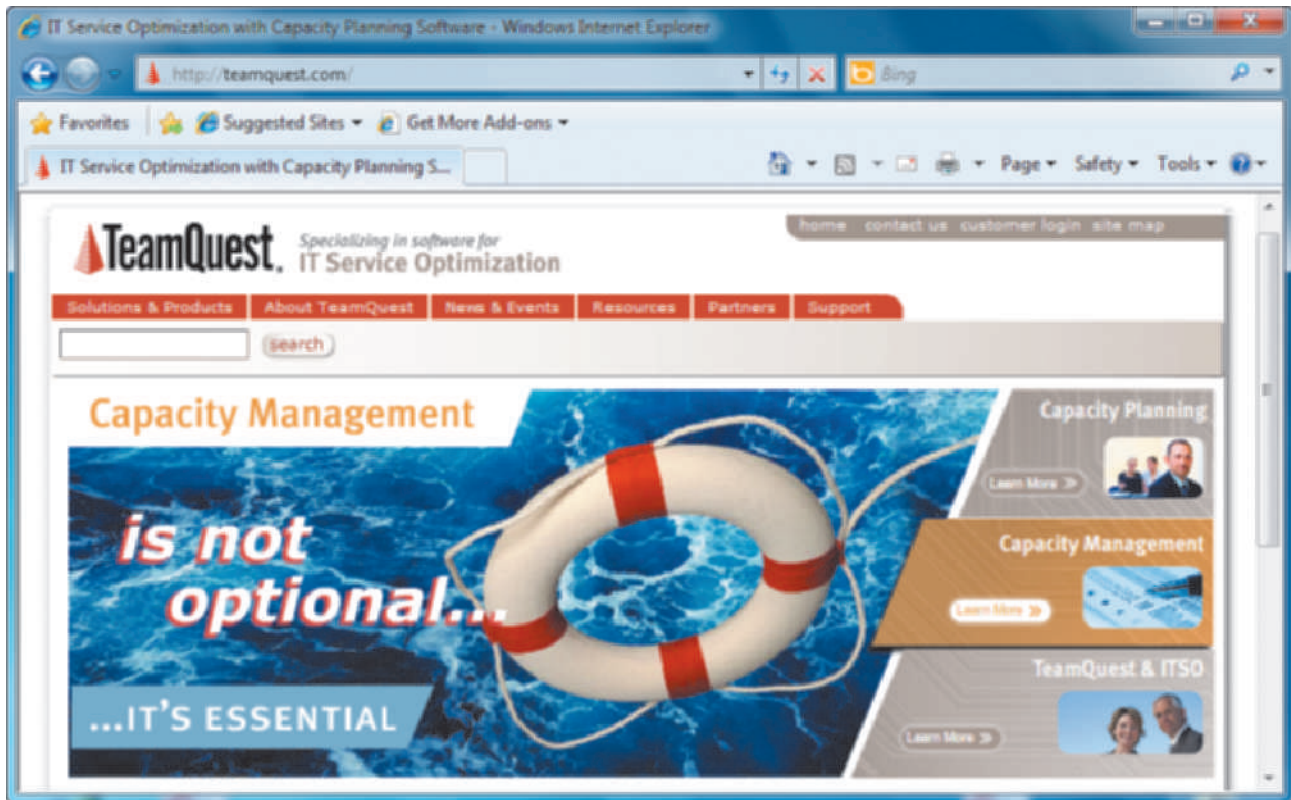 IT Service Optimization with Capacity Planning Software - Windows Internet Explorer
http://teamquest.com/
Bing
Favorites Suggested Sites Get More Add-ons
IT Service Optimization with Capacity Planning S... Page Safety Tools
home contact us customer login site map
TeamQuest. Specializing in software for
IT Service Optimization
Solutions & Products About TeamQuest News & Events Resources Partners Support
search
Capacity Management
is not
optional...
...IT'S ESSENTIAL
Capacity Planning
Learn More »
Capacity Management
Learn More »
TeamQuest & ITSO
Learn More »